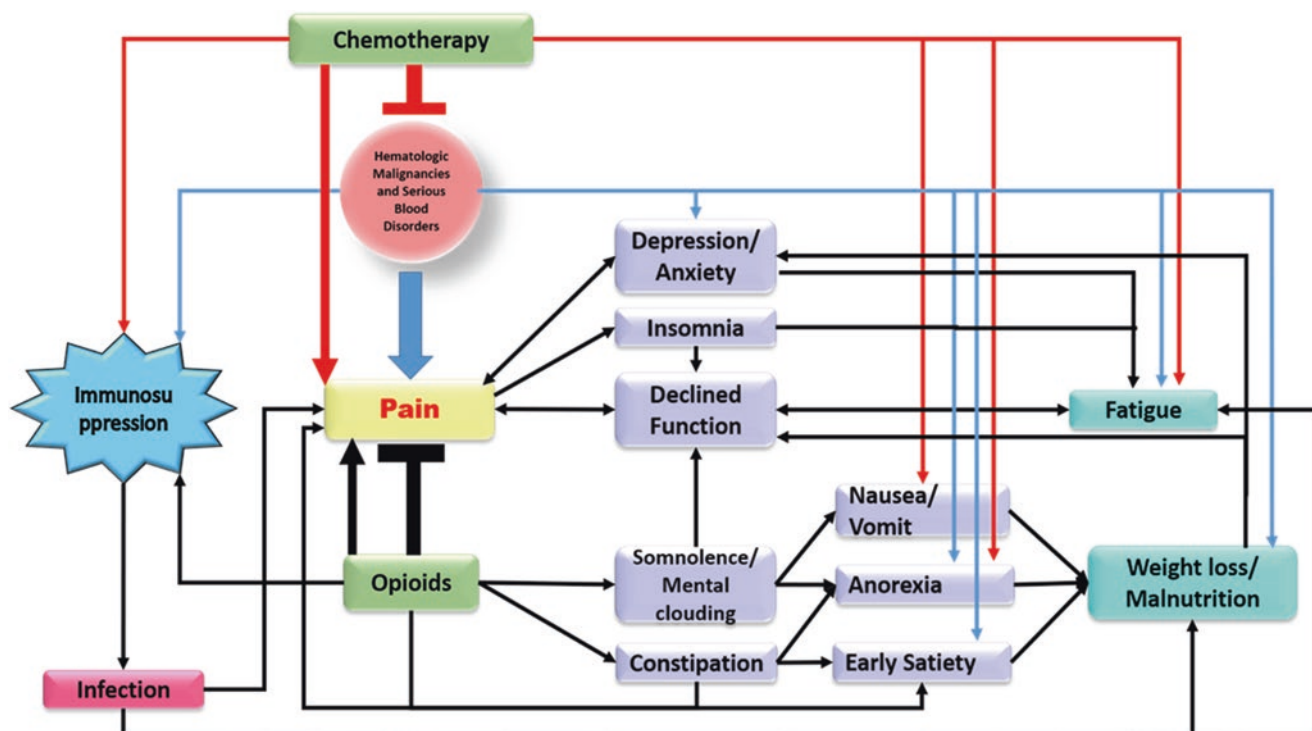 Chemotherapy
Hematologic
Malignancies
and Serious
Blood
Disorders
Depression/
Anxiety
Insomnia
Immunosu
ppression
Pain
Declined
Function
Fatigue
Nausea/
Vomit
Opioids
Somnolence/
Mental
clouding
Anorexia
Weight loss/
Malnutrition
Constipation
Early Satiety
Infection